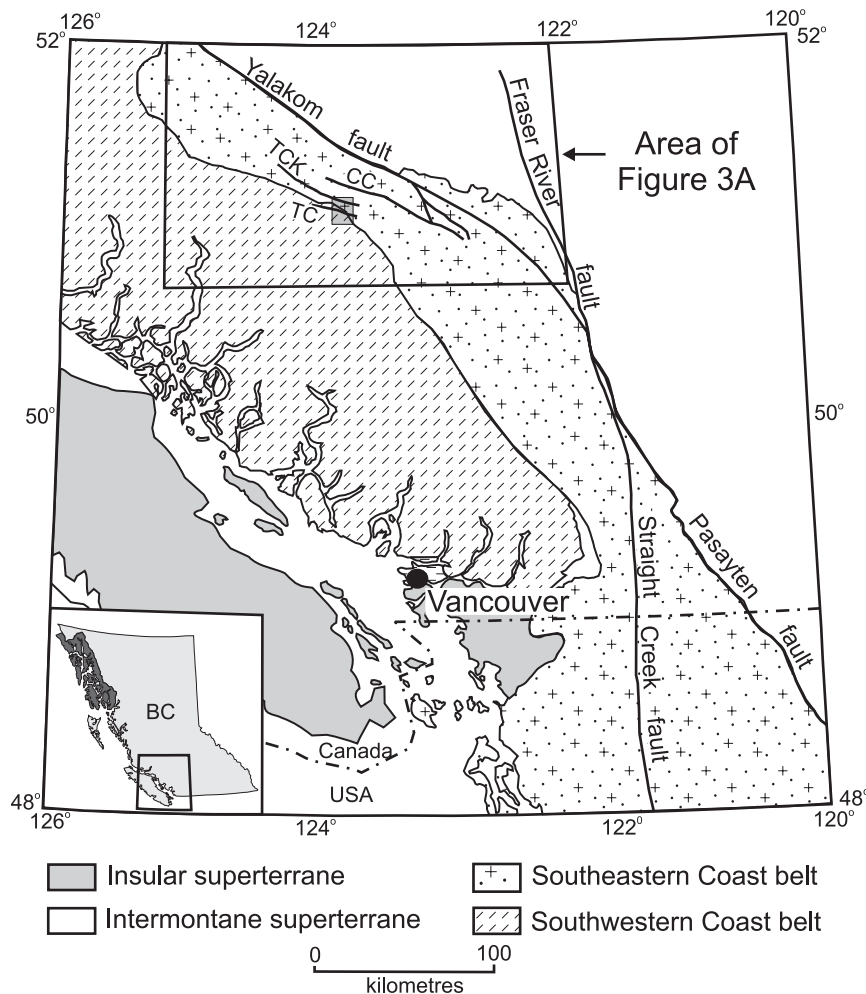 126°
124°
122°
120°
52°
52°
Yalakom
fault
Fraser River
fault
Area of
Figure 3A
TCK
CC
TC
50°
50°
Straight
Creek
fault
Pasayten
fault
Vancouver
BC
Canada
USA
48°
48°
126°
124°
122°
120°
Insular superterrane
Southeastern Coast belt
Intermontane superterrane
Southwestern Coast belt
0
100
kilometres